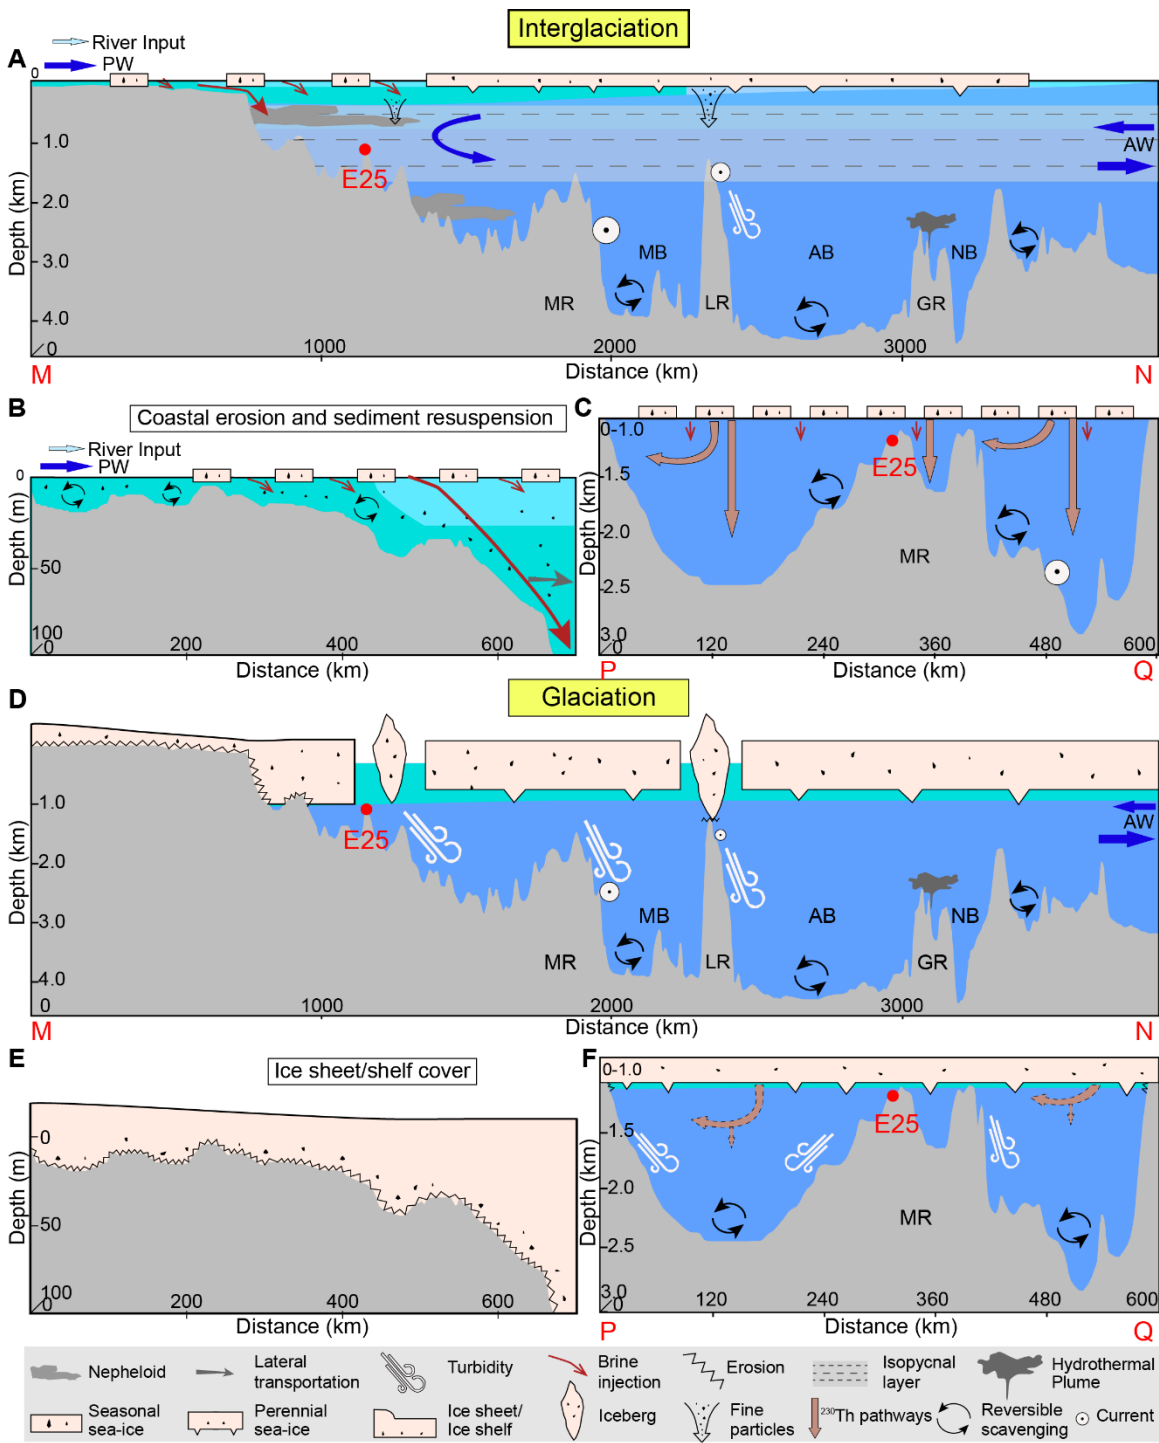 Interglaciation
River Input
A
PW
0
1.0
2.0
3.0
4.0
0
Depth (km)
E25
AW
MB
AB
NB
MR
LR
GR
1000
2000
3000
M
Distance (km)
N
B
Coastal erosion and sediment resuspension
River Input
PW
0
50
100
0
Depth (m)
200
400
600
Distance (km)
C
0-1.0
1.5
2.0
2.5
3.0
0
Depth (km)
E25
MR
120
240
360
480
600
P
Distance (km)
Q
Glaciation
D
1.0
2.0
3.0
4.0
0
Depth (km)
E25
AW
MB
AB
NB
MR
LR
GR
1000
2000
3000
M
Distance (km)
N
E
Ice sheet/shelf cover
0
50
100
0
Depth (m)
200
400
600
Distance (km)
F
0-1.0
1.5
2.0
2.5
3.0
0
Depth (km)
E25
MR
120
240
360
480
600
P
Distance (km)
Q
Nepheloid
Lateral
transportation
Turbidity
Brine
injection
Erosion
Isopycnal
layer
Hydrothermal
Plume
Seasonal
sea-ice
Perennial
sea-ice
Ice sheet/
Ice shelf
Iceberg
Fine
particles
²³⁰Th pathways
Reversible
scavenging
Current